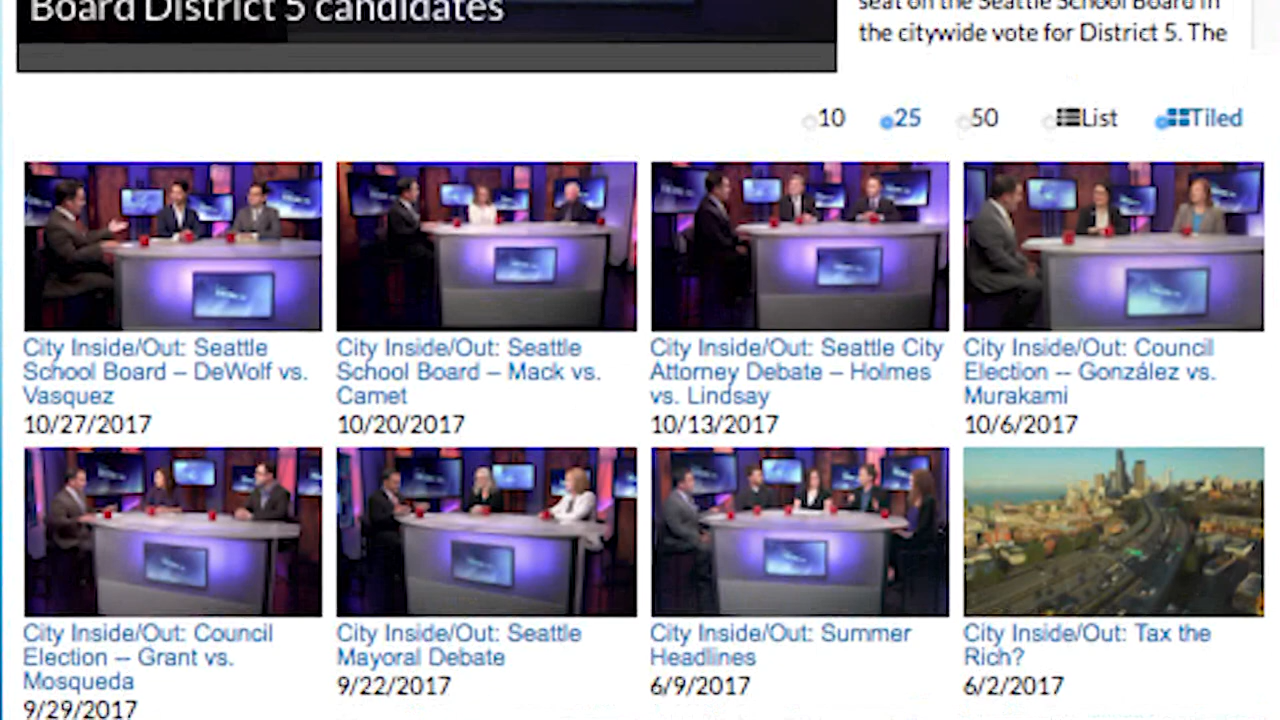 Board District 5 candidates
seat on the Seattle School Board in
the citywide vote for District 5. The
10 25 50 List Tiled
City Inside/Out: Seattle
School Board – DeWolf vs.
Vasquez
10/27/2017
City Inside/Out: Seattle
School Board – Mack vs.
Camet
10/20/2017
City Inside/Out: Seattle City
Attorney Debate – Holmes
vs. Lindsay
10/13/2017
City Inside/Out: Council
Election -- González vs.
Murakami
10/6/2017
City Inside/Out: Council
Election -- Grant vs.
Mosqueda
9/29/2017
City Inside/Out: Seattle
Mayoral Debate
9/22/2017
City Inside/Out: Summer
Headlines
6/9/2017
City Inside/Out: Tax the
Rich?
6/2/2017